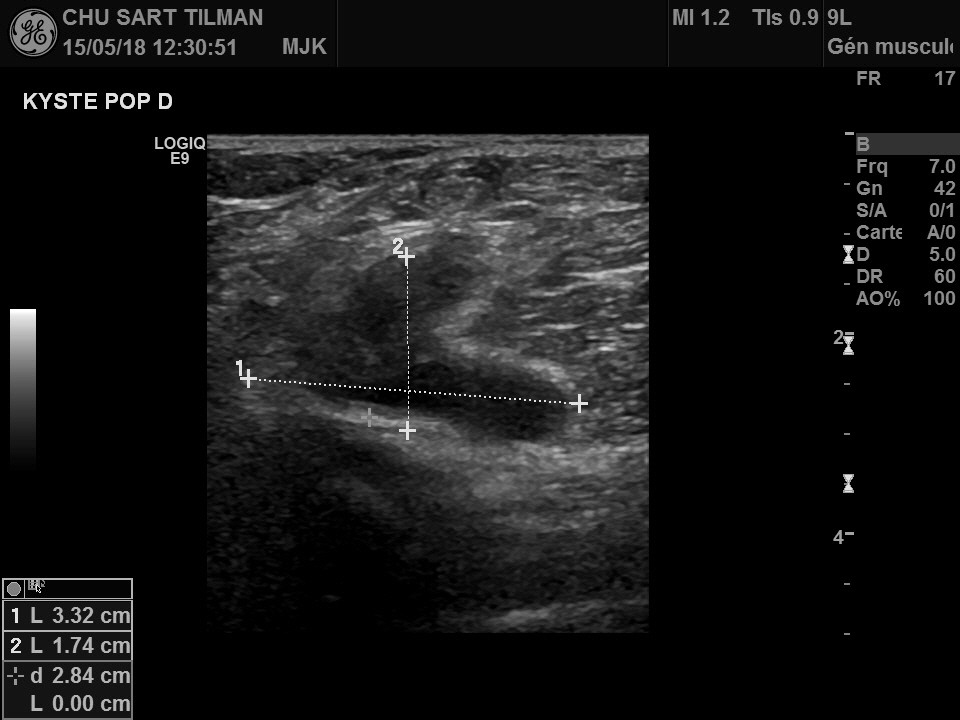 CHU SART TILMAN
15/05/18 12:30:51 MJK
MI 1.2 TIs 0.9 9L
Gén muscul
FR 17
KYSTE POP D
LOGIQ
E9
B
Frq 7.0
Gn 42
S/A 0/1
Carte A/0
D 5.0
DR 60
AO% 100
2
1
2
4
1 L 3.32 cm
2 L 1.74 cm
d 2.84 cm
L 0.00 cm